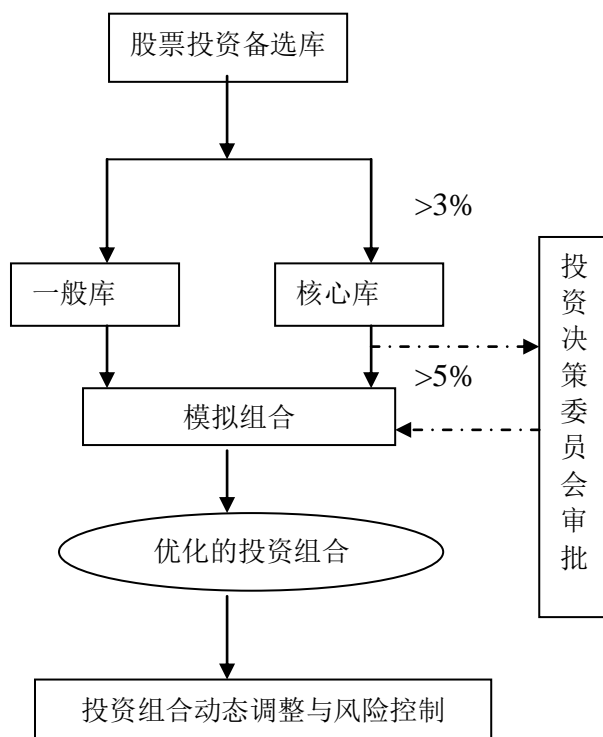 股票投资备选库
>3%
一般库
核心库
投资决策委员会审批
>5%
模拟组合
优化的投资组合
投资组合动态调整与风险控制